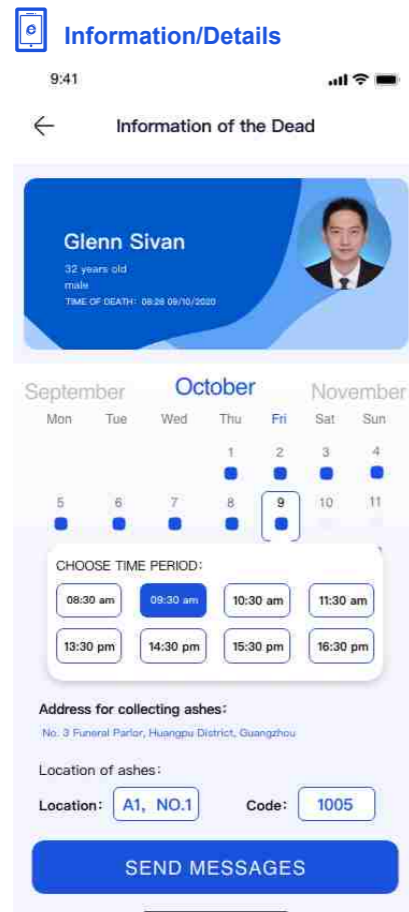 e
Information/Details
9:41
Information of the Dead
Glenn Sivan
32 years old
male
TIME OF DEATH: 08:26 09/10/2020
September October November
Mon Tue Wed Thu Fri Sat Sun
1 2 3 4
5 6 7 8 9 10 11
CHOOSE TIME PERIOD:
08:30 am 09:30 am 10:30 am 11:30 am
13:30 pm 14:30 pm 15:30 pm 16:30 pm
Address for collecting ashes:
No. 3 Funeral Parlor, Huangpu District, Guangzhou
Location of ashes:
Location: A1, NO.1 Code: 1005
SEND MESSAGES